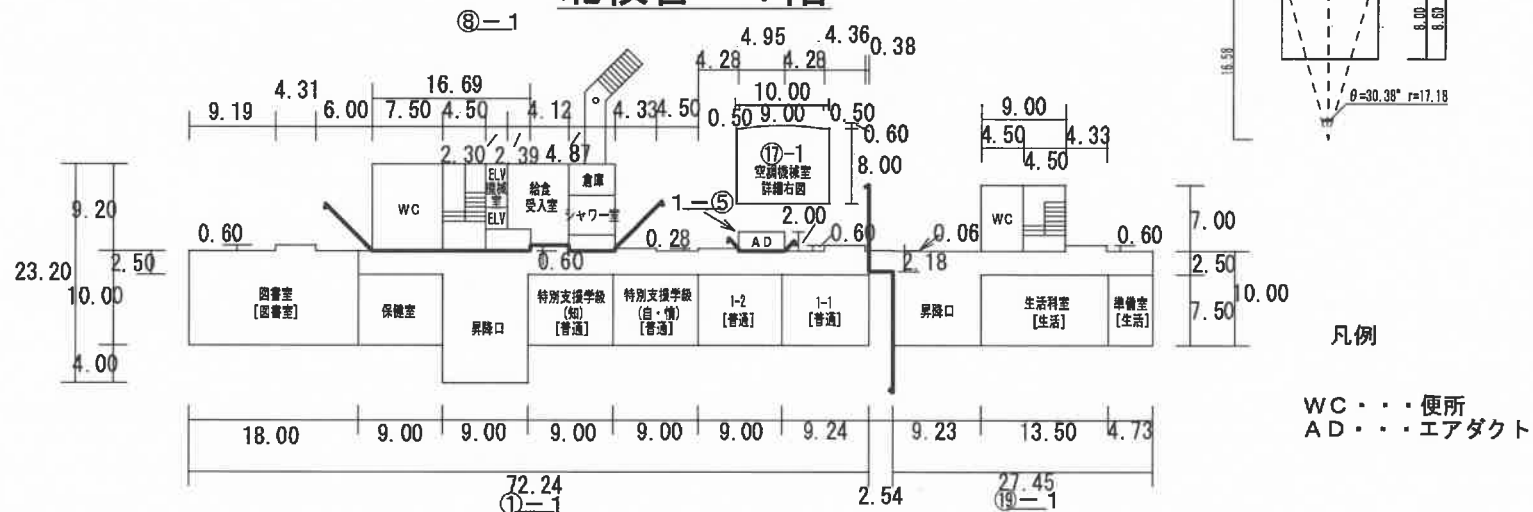 ⑧－1
4.95
4.36
0.38
4.28
4.28
8.00
8.60
16.58
θ=30.38° r=17.18
4.31
16.69
10.00
9.00
9.19
6.00
7.50
4.50
4.12
4.33
4.50
0.50
9.00
0.50
0.60
4.50
4.33
2.30
2.39
4.87
4.50
⑰-1
空調機械室
詳細右図
8.00
ELV
機械室
ELV
給食
受入室
倉庫
シャワー室
WC
1－⑤
AD
2.00
WC
9.20
7.00
0.60
0.60
0.28
0.60
0.06
0.60
23.20
2.50
2.18
2.50
10.00
10.00
7.50
4.00
図書室
[図書室]
保健室
昇降口
特別支援学級
(知)
[普通]
特別支援学級
(自・情)
[普通]
1-2
[普通]
1-1
[普通]
昇降口
生活科室
[生活]
準備室
[生活]
凡例
WC・・・便所
AD・・・エアダクト
18.00
9.00
9.00
9.00
9.00
9.00
9.24
9.23
13.50
4.73
72.24
2.54
27.45
①－1
⑲－1